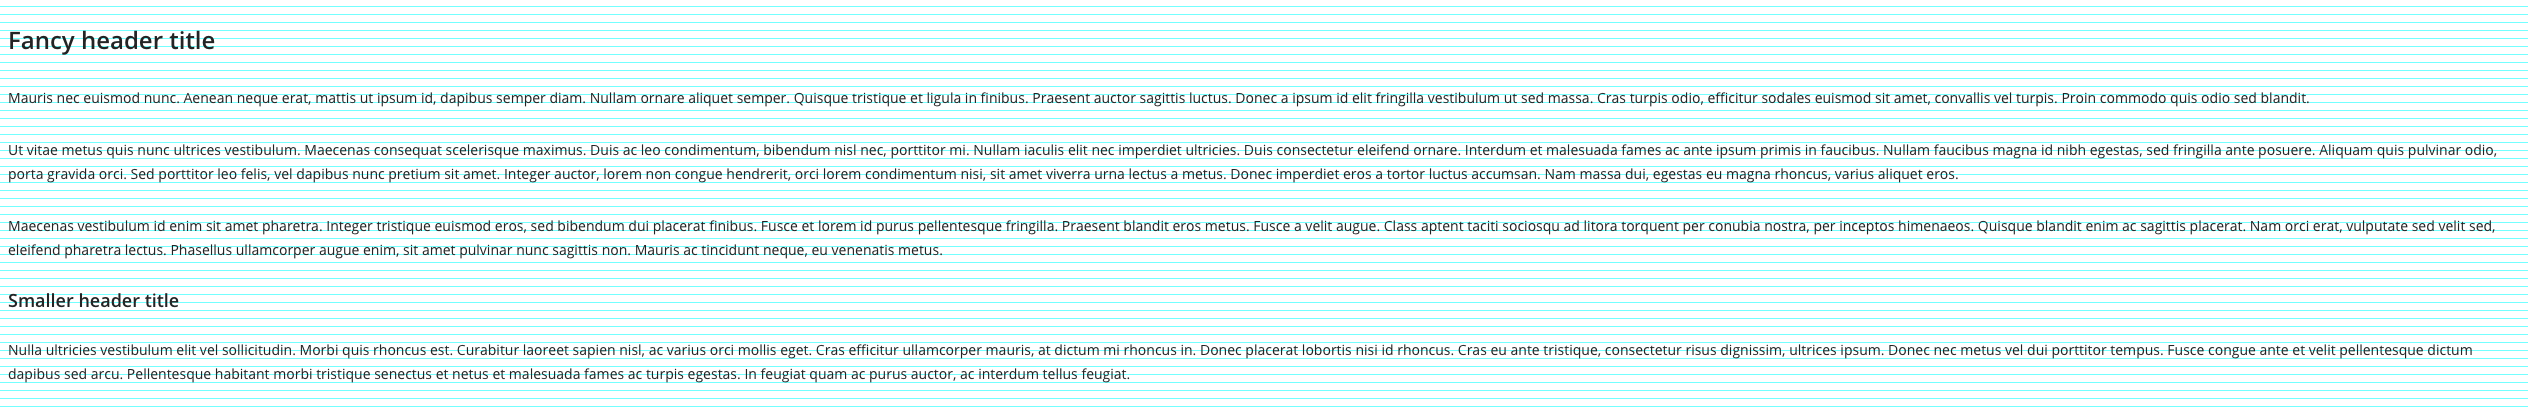 Fancy header title
Mauris nec euismod nunc. Aenean neque erat, mattis ut ipsum id, dapibus semper diam. Nullam ornare aliquet semper. Quisque tristique et ligula in finibus. Praesent auctor sagittis luctus. Donec a ipsum id elit fringilla vestibulum ut sed massa. Cras turpis odio, efficitur sodales euismod sit amet, convallis vel turpis. Proin commodo quis odio sed blandit.
Ut vitae metus quis nunc ultrices vestibulum. Maecenas consequat scelerisque maximus. Duis ac leo condimentum, bibendum nisl nec, porttitor mi. Nullam iaculis elit nec imperdiet ultricies. Duis consectetur eleifend ornare. Interdum et malesuada fames ac ante ipsum primis in faucibus. Nullam faucibus magna id nibh egestas, sed fringilla ante posuere. Aliquam quis pulvinar odio,
porta gravida orci. Sed porttitor leo felis, vel dapibus nunc pretium sit amet. Integer auctor, lorem non congue hendrerit, orci lorem condimentum nisi, sit amet viverra urna lectus a metus. Donec imperdiet eros a tortor luctus accumsan. Nam massa dui, egestas eu magna rhoncus, varius aliquet eros.
Maecenas vestibulum id enim sit amet pharetra. Integer tristique euismod eros, sed bibendum dui placerat finibus. Fusce et lorem id purus pellentesque fringilla. Praesent blandit eros metus. Fusce a velit augue. Class aptent taciti sociosqu ad litora torquent per conubia nostra, per inceptos himenaeos. Quisque blandit enim ac sagittis placerat. Nam orci erat, vulputate sed velit sed,
eleifend pharetra lectus. Phasellus ullamcorper augue enim, sit amet pulvinar nunc sagittis non. Mauris ac tincidunt neque, eu venenatis metus.
Smaller header title
Nulla ultricies vestibulum elit vel sollicitudin. Morbi quis rhoncus est. Curabitur laoreet sapien nisl, ac varius orci mollis eget. Cras efficitur ullamcorper mauris, at dictum mi rhoncus in. Donec placerat lobortis nisi id rhoncus. Cras eu ante tristique, consectetur risus dignissim, ultrices ipsum. Donec nec metus vel dui porttitor tempus. Fusce congue ante et velit pellentesque dictum
dapibus sed arcu. Pellentesque habitant morbi tristique senectus et netus et malesuada fames ac turpis egestas. In feugiat quam ac purus auctor, ac interdum tellus feugiat.